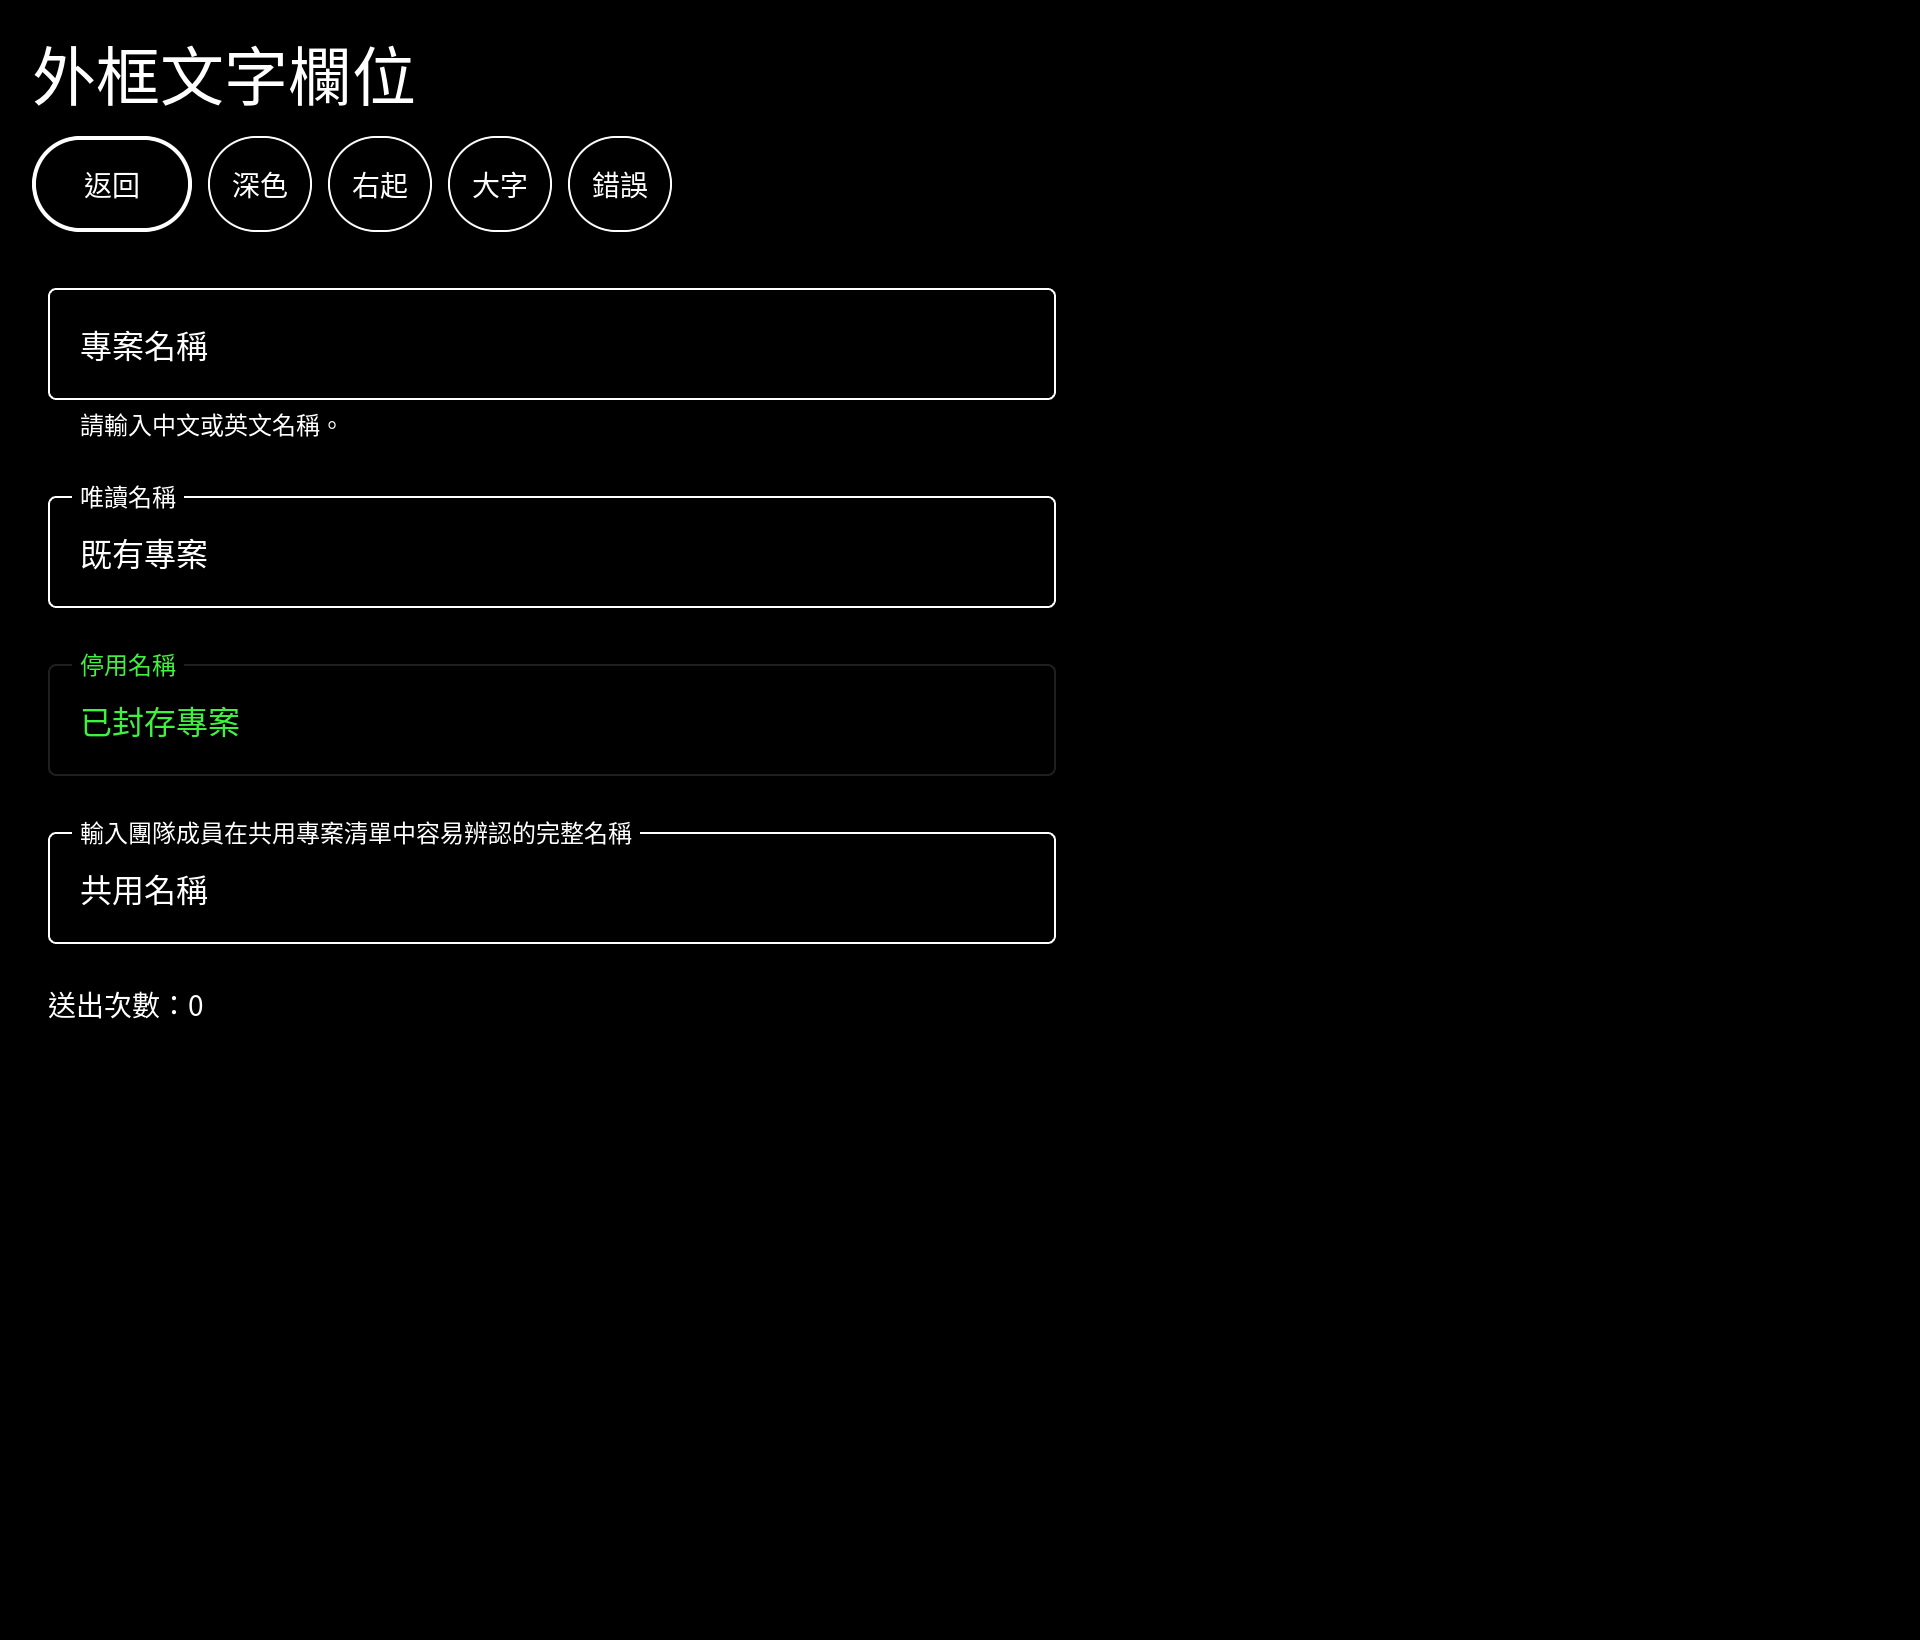 外框文字欄位
返回 深色 右起 大字 錯誤
專案名稱
請輸入中文或英文名稱。
唯讀名稱
既有專案
停用名稱
已封存專案
輸入團隊成員在共用專案清單中容易辨認的完整名稱
共用名稱
送出次數：0